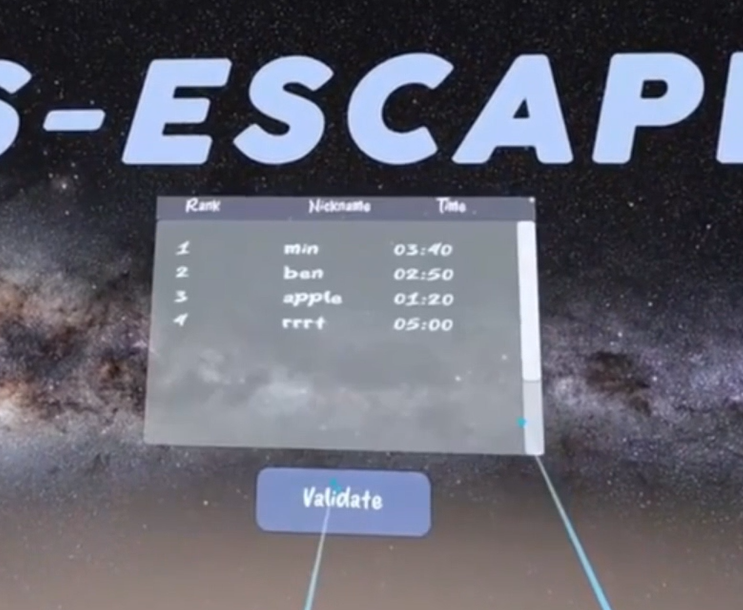 S-ESCAP
Rank Nickname Time
1 min 03:40
2 ben 02:50
3 apple 01:20
4 rrrt 05:00
Validate